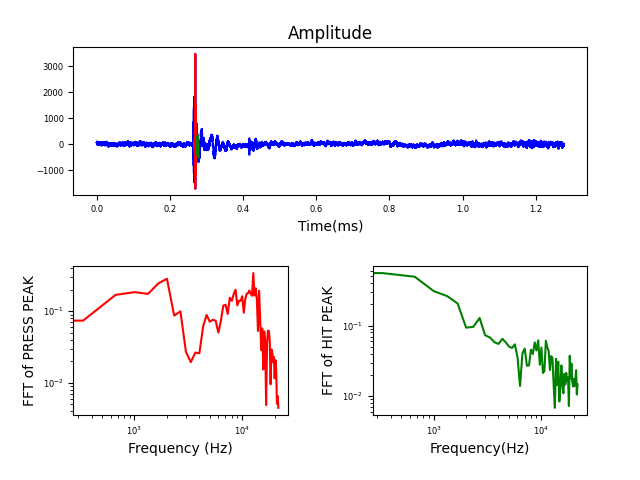 Amplitude
3000
2000
1000
0
−1000
0.0 0.2 0.4 0.6 0.8 1.0 1.2
Time(ms)
FFT of PRESS PEAK
10⁻¹
10⁻²
10³ 10⁴
Frequency (Hz)
FFT of HIT PEAK
10⁻¹
10⁻²
10³ 10⁴
Frequency(Hz)